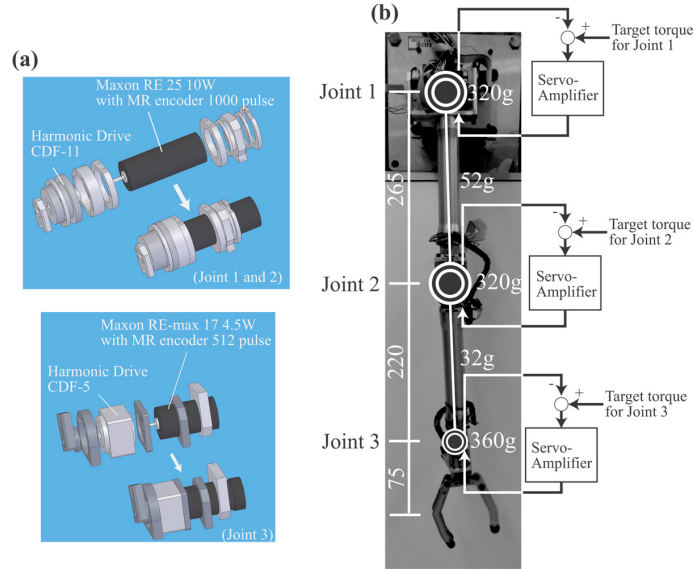 (a)
Maxon RE 25 10W
with MR encoder 1000 pulse
Harmonic Drive
CDF-11
(Joint 1 and 2)
Maxon RE-max 17 4.5W
with MR encoder 512 pulse
Harmonic Drive
CDF-5
(Joint 3)
(b)
Joint 1
320g
265
52g
Joint 2
320g
220
32g
Joint 3
360g
75
-
+
Target torque
for Joint 1
Servo-
Amplifier
-
+
Target torque
for Joint 2
Servo-
Amplifier
-
+
Target torque
for Joint 3
Servo-
Amplifier